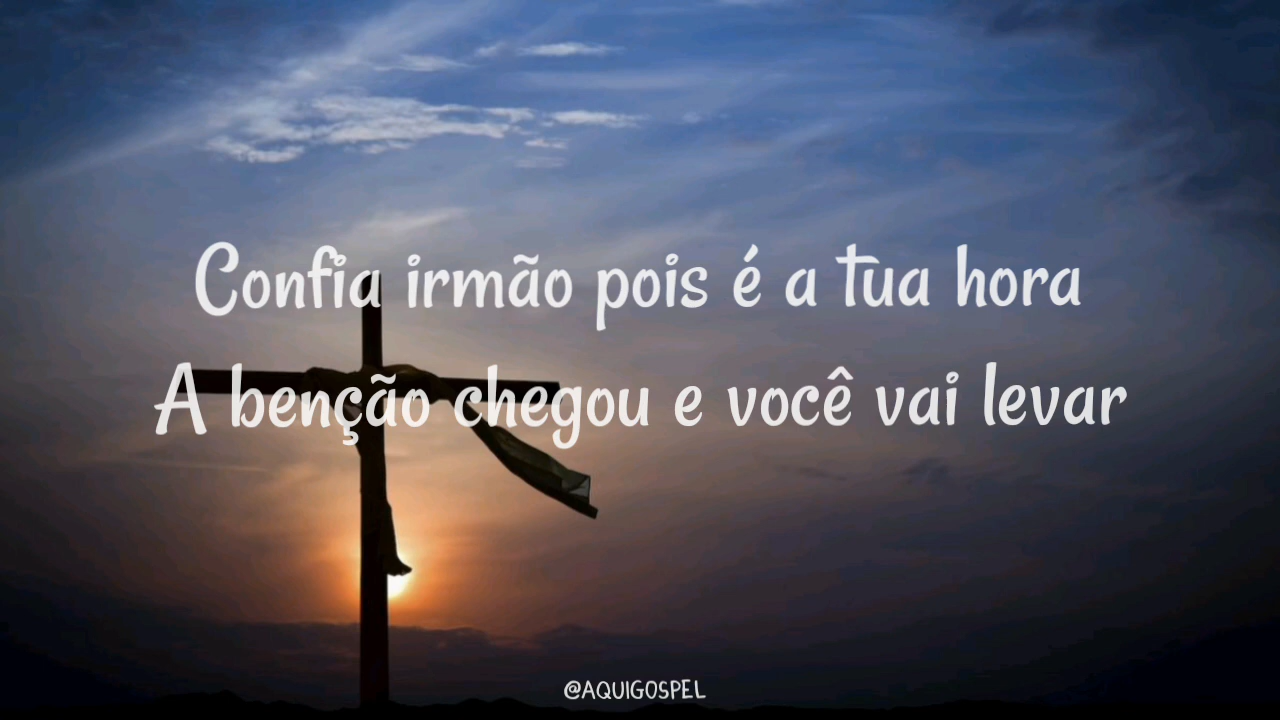 Confia irmão pois é a tua hora
A benção chegou e você vai levar
@AQUIGOSPEL